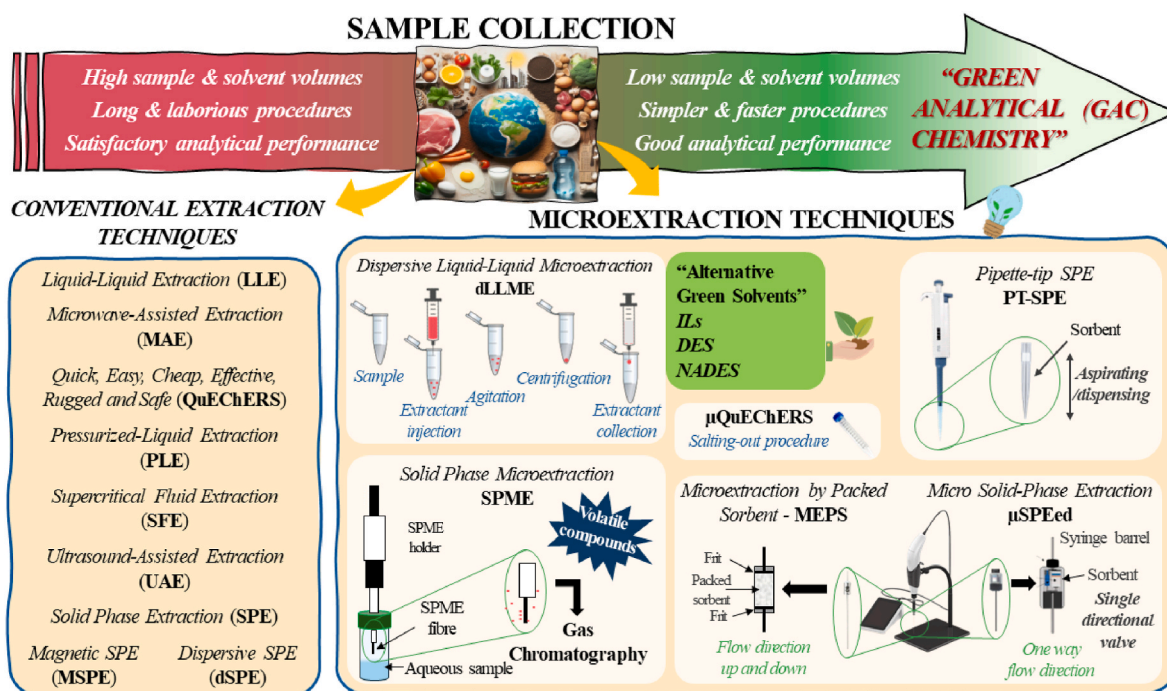 SAMPLE COLLECTION
High sample & solvent volumes
Long & laborious procedures
Satisfactory analytical performance
Low sample & solvent volumes
Simpler & faster procedures
Good analytical performance
“GREEN
ANALYTICAL (GAC)
CHEMISTRY”
CONVENTIONAL EXTRACTION
TECHNIQUES
Liquid-Liquid Extraction (LLE)
Microwave-Assisted Extraction
(MAE)
Quick, Easy, Cheap, Effective,
Rugged and Safe (QuEChERS)
Pressurized-Liquid Extraction
(PLE)
Supercritical Fluid Extraction
(SFE)
Ultrasound-Assisted Extraction
(UAE)
Solid Phase Extraction (SPE)
Magnetic SPE
(MSPE)
Dispersive SPE
(dSPE)
MICROEXTRACTION TECHNIQUES
Dispersive Liquid-Liquid Microextraction
dLLME
Sample
Extractant
injection
Agitation
Centrifugation
Extractant
collection
“Alternative
Green Solvents”
ILs
DES
NADES
µQuEChERS
Salting-out procedure
Pipette-tip SPE
PT-SPE
Sorbent
Aspirating
/dispensing
Solid Phase Microextraction
SPME
SPME
holder
Volatile
compounds
SPME
fibre
Aqueous sample
Gas
Chromatography
Microextraction by Packed
Sorbent - MEPS
Frit
Packed
sorbent
Frit
Flow direction
up and down
Micro Solid-Phase Extraction
µSPEed
Syringe barrel
Sorbent
Single
directional
valve
One way
flow direction